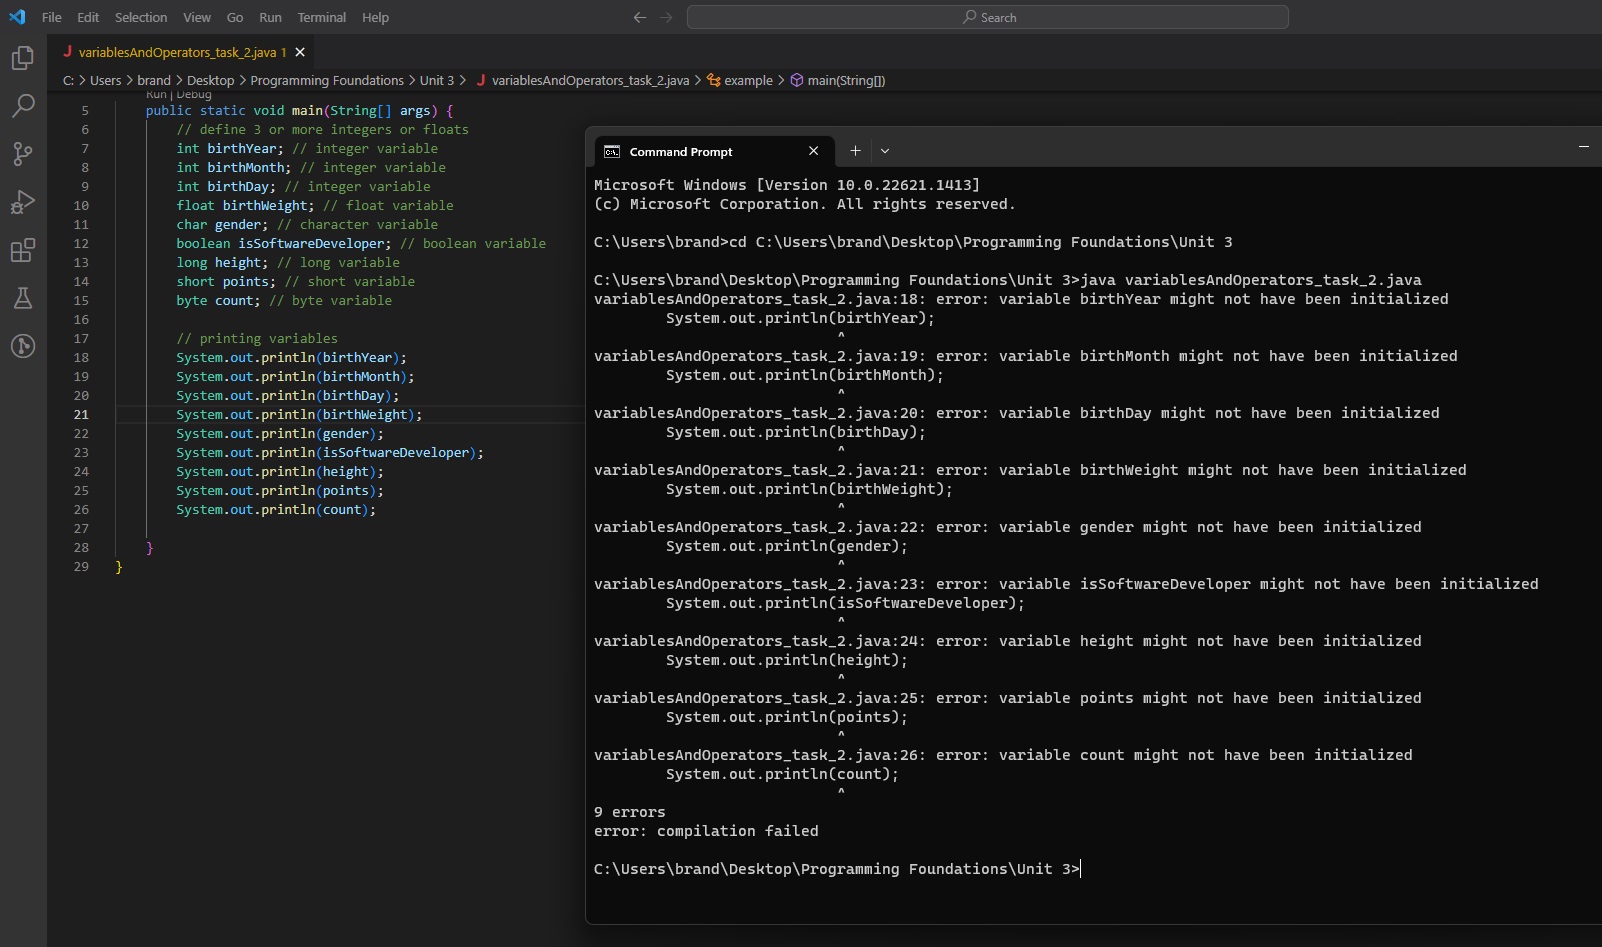 File Edit Selection View Go Run Terminal Help
Search
variablesAndOperators_task_2.java 1
C: > Users > brand > Desktop > Programming Foundations > Unit 3 > variablesAndOperators_task_2.java > example > main(String[])
Run | Debug
5 public static void main(String[] args) {
6 // define 3 or more integers or floats
7 int birthYear; // integer variable
8 int birthMonth; // integer variable
9 int birthDay; // integer variable
10 float birthWeight; // float variable
11 char gender; // character variable
12 boolean isSoftwareDeveloper; // boolean variable
13 long height; // long variable
14 short points; // short variable
15 byte count; // byte variable
16
17 // printing variables
18 System.out.println(birthYear);
19 System.out.println(birthMonth);
20 System.out.println(birthDay);
21 System.out.println(birthWeight);
22 System.out.println(gender);
23 System.out.println(isSoftwareDeveloper);
24 System.out.println(height);
25 System.out.println(points);
26 System.out.println(count);
27
28 }
29 }
Command Prompt
Microsoft Windows [Version 10.0.22621.1413]
(c) Microsoft Corporation. All rights reserved.
C:\Users\brand>cd C:\Users\brand\Desktop\Programming Foundations\Unit 3
C:\Users\brand\Desktop\Programming Foundations\Unit 3>java variablesAndOperators_task_2.java
variablesAndOperators_task_2.java:18: error: variable birthYear might not have been initialized
System.out.println(birthYear);
^
variablesAndOperators_task_2.java:19: error: variable birthMonth might not have been initialized
System.out.println(birthMonth);
^
variablesAndOperators_task_2.java:20: error: variable birthDay might not have been initialized
System.out.println(birthDay);
^
variablesAndOperators_task_2.java:21: error: variable birthWeight might not have been initialized
System.out.println(birthWeight);
^
variablesAndOperators_task_2.java:22: error: variable gender might not have been initialized
System.out.println(gender);
^
variablesAndOperators_task_2.java:23: error: variable isSoftwareDeveloper might not have been initialized
System.out.println(isSoftwareDeveloper);
^
variablesAndOperators_task_2.java:24: error: variable height might not have been initialized
System.out.println(height);
^
variablesAndOperators_task_2.java:25: error: variable points might not have been initialized
System.out.println(points);
^
variablesAndOperators_task_2.java:26: error: variable count might not have been initialized
System.out.println(count);
^
9 errors
error: compilation failed
C:\Users\brand\Desktop\Programming Foundations\Unit 3>